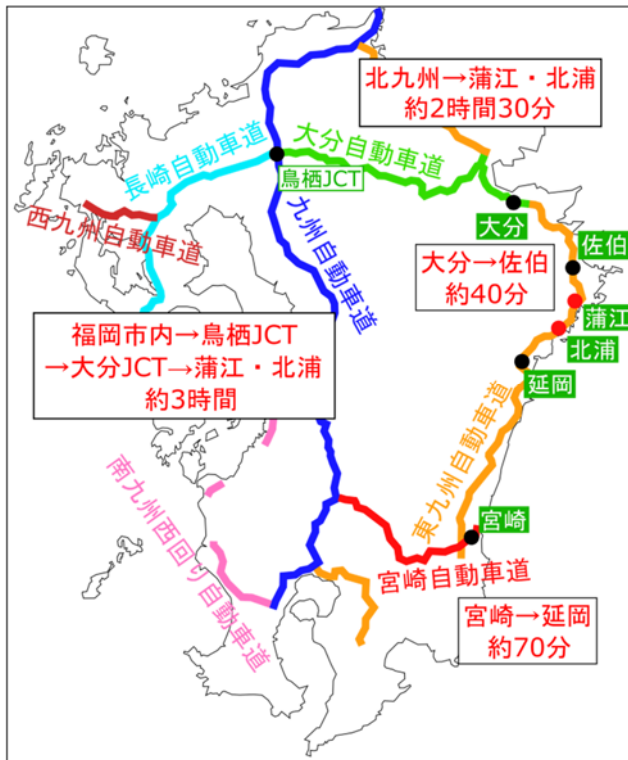 北九州→蒲江・北浦
約2時間30分
大分自動車道
長崎自動車道
鳥栖JCT
西九州自動車道
九州自動車道
大分
佐伯
大分→佐伯
約40分
蒲江
北浦
福岡市内→鳥栖JCT
→大分JCT→蒲江・北浦
約3時間
延岡
東九州自動車道
南九州西回り自動車道
宮崎
宮崎自動車道
宮崎→延岡
約70分